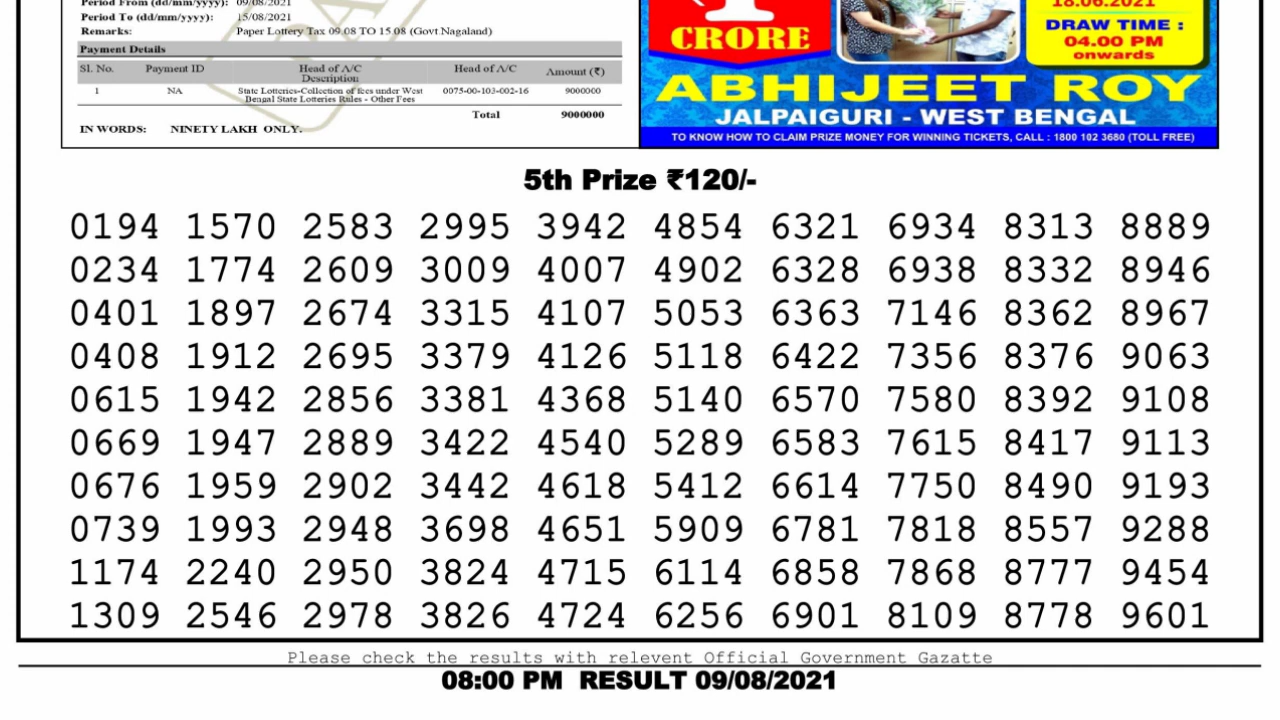 Period From (dd/mm/yyyy): 09/08/2021
Period To (dd/mm/yyyy): 15/08/2021
Remarks: Paper Lottery Tax 09.08 TO 15.08 (Govt Nagaland)
Payment Details
Sl. No. Payment ID Head of A/C Description Head of A/C Amount (₹)
1 NA State Lotteries-Collection of fees under West Bengal State Lotteries Rules - Other Fees 0075-00-103-002-16 9000000
Total 9000000
IN WORDS: NINETY LAKH ONLY.
1
CRORE
18.06.2021
DRAW TIME :
04.00 PM
onwards
ABHIJEET ROY
JALPAIGURI - WEST BENGAL
TO KNOW HOW TO CLAIM PRIZE MONEY FOR WINNING TICKETS, CALL : 1800 102 3680 (TOLL FREE)
5th Prize ₹120/-
0194 1570 2583 2995 3942 4854 6321 6934 8313 8889
0234 1774 2609 3009 4007 4902 6328 6938 8332 8946
0401 1897 2674 3315 4107 5053 6363 7146 8362 8967
0408 1912 2695 3379 4126 5118 6422 7356 8376 9063
0615 1942 2856 3381 4368 5140 6570 7580 8392 9108
0669 1947 2889 3422 4540 5289 6583 7615 8417 9113
0676 1959 2902 3442 4618 5412 6614 7750 8490 9193
0739 1993 2948 3698 4651 5909 6781 7818 8557 9288
1174 2240 2950 3824 4715 6114 6858 7868 8777 9454
1309 2546 2978 3826 4724 6256 6901 8109 8778 9601
Please check the results with relevent Official Government Gazatte
08:00 PM RESULT 09/08/2021